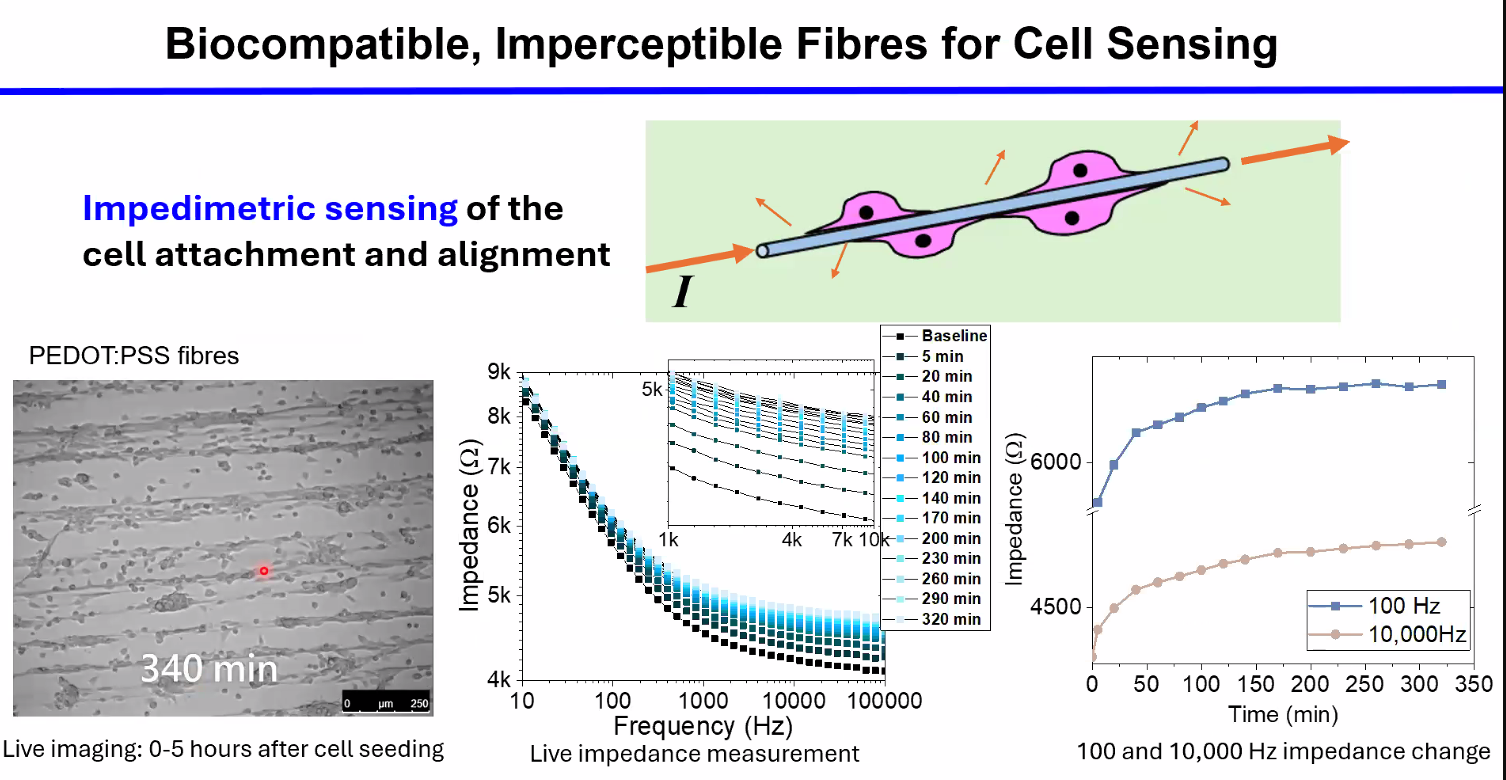 Biocompatible, Imperceptible Fibres for Cell Sensing
Impedimetric sensing of the
cell attachment and alignment
I
PEDOT:PSS fibres
340 min
0 µm 250
Live imaging: 0-5 hours after cell seeding
Impedance (Ω)
9k
8k
7k
6k
5k
4k
10 100 1000 10000 100000
Frequency (Hz)
5k
1k 4k 7k 10k
Baseline
5 min
20 min
40 min
60 min
80 min
100 min
120 min
140 min
170 min
200 min
230 min
260 min
290 min
320 min
Live impedance measurement
Impedance (Ω)
6000
4500
100 Hz
10,000Hz
0 50 100 150 200 250 300 350
Time (min)
100 and 10,000 Hz impedance change